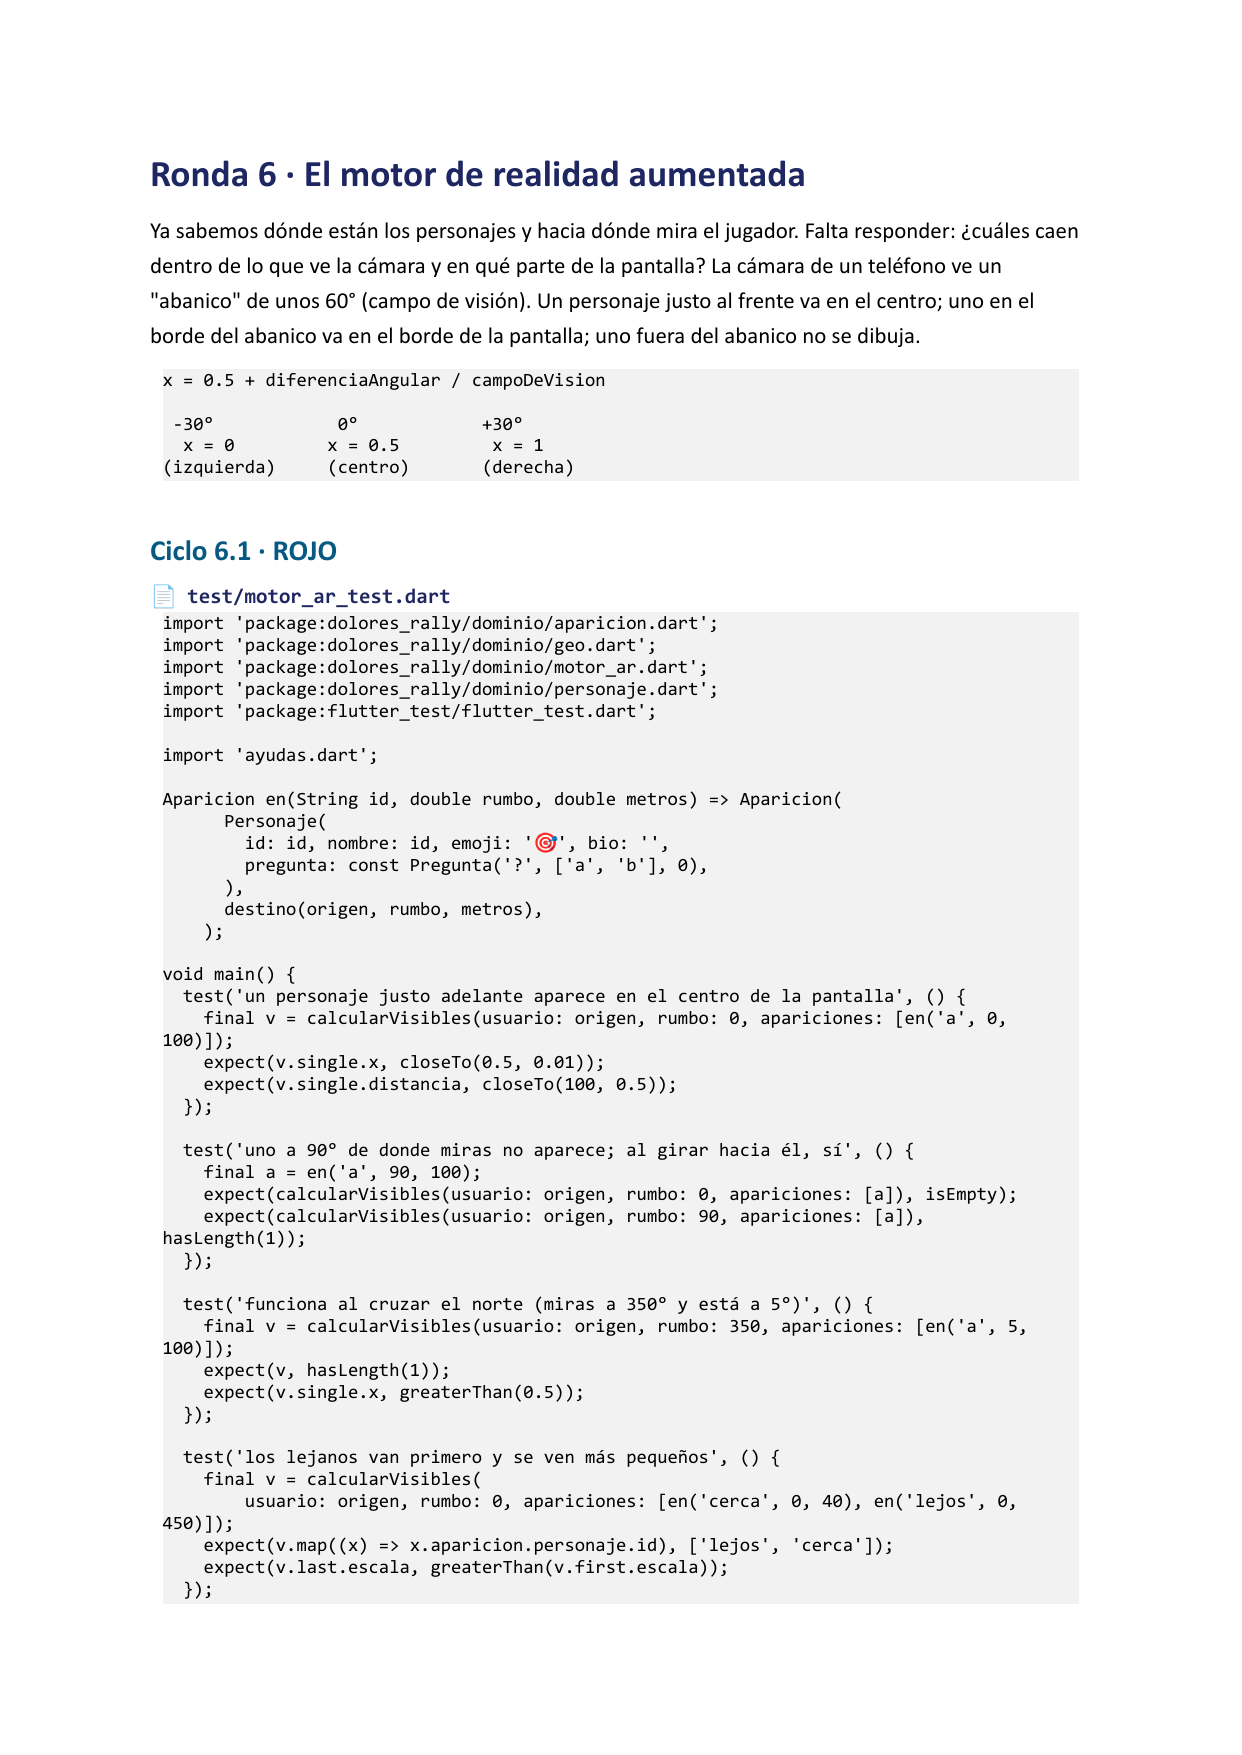 Ronda 6 · El motor de realidad aumentada
Ya sabemos dónde están los personajes y hacia dónde mira el jugador. Falta responder: ¿cuáles caen
dentro de lo que ve la cámara y en qué parte de la pantalla? La cámara de un teléfono ve un
"abanico" de unos 60° (campo de visión). Un personaje justo al frente va en el centro; uno en el
borde del abanico va en el borde de la pantalla; uno fuera del abanico no se dibuja.
x = 0.5 + diferenciaAngular / campoDeVision
 -30°            0°            +30°
  x = 0         x = 0.5         x = 1
(izquierda)     (centro)       (derecha)
Ciclo 6.1 · ROJO
📄 test/motor_ar_test.dart
import 'package:dolores_rally/dominio/aparicion.dart';
import 'package:dolores_rally/dominio/geo.dart';
import 'package:dolores_rally/dominio/motor_ar.dart';
import 'package:dolores_rally/dominio/personaje.dart';
import 'package:flutter_test/flutter_test.dart';
import 'ayudas.dart';
Aparicion en(String id, double rumbo, double metros) => Aparicion(
      Personaje(
        id: id, nombre: id, emoji: '🎯', bio: '',
        pregunta: const Pregunta('?', ['a', 'b'], 0),
      ),
      destino(origen, rumbo, metros),
    );
void main() {
  test('un personaje justo adelante aparece en el centro de la pantalla', () {
    final v = calcularVisibles(usuario: origen, rumbo: 0, apariciones: [en('a', 0,
100)]);
    expect(v.single.x, closeTo(0.5, 0.01));
    expect(v.single.distancia, closeTo(100, 0.5));
  });
  test('uno a 90° de donde miras no aparece; al girar hacia él, sí', () {
    final a = en('a', 90, 100);
    expect(calcularVisibles(usuario: origen, rumbo: 0, apariciones: [a]), isEmpty);
    expect(calcularVisibles(usuario: origen, rumbo: 90, apariciones: [a]),
hasLength(1));
  });
  test('funciona al cruzar el norte (miras a 350° y está a 5°)', () {
    final v = calcularVisibles(usuario: origen, rumbo: 350, apariciones: [en('a', 5,
100)]);
    expect(v, hasLength(1));
    expect(v.single.x, greaterThan(0.5));
  });
  test('los lejanos van primero y se ven más pequeños', () {
    final v = calcularVisibles(
        usuario: origen, rumbo: 0, apariciones: [en('cerca', 0, 40), en('lejos', 0,
450)]);
    expect(v.map((x) => x.aparicion.personaje.id), ['lejos', 'cerca']);
    expect(v.last.escala, greaterThan(v.first.escala));
  });